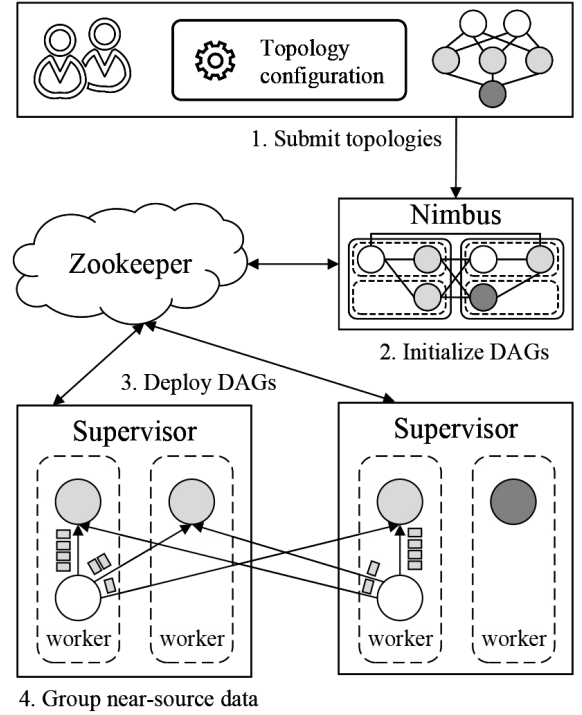 Topology
configuration
1. Submit topologies
Nimbus
Zookeeper
2. Initialize DAGs
3. Deploy DAGs
Supervisor
Supervisor
worker
worker
worker
worker
4. Group near-source data